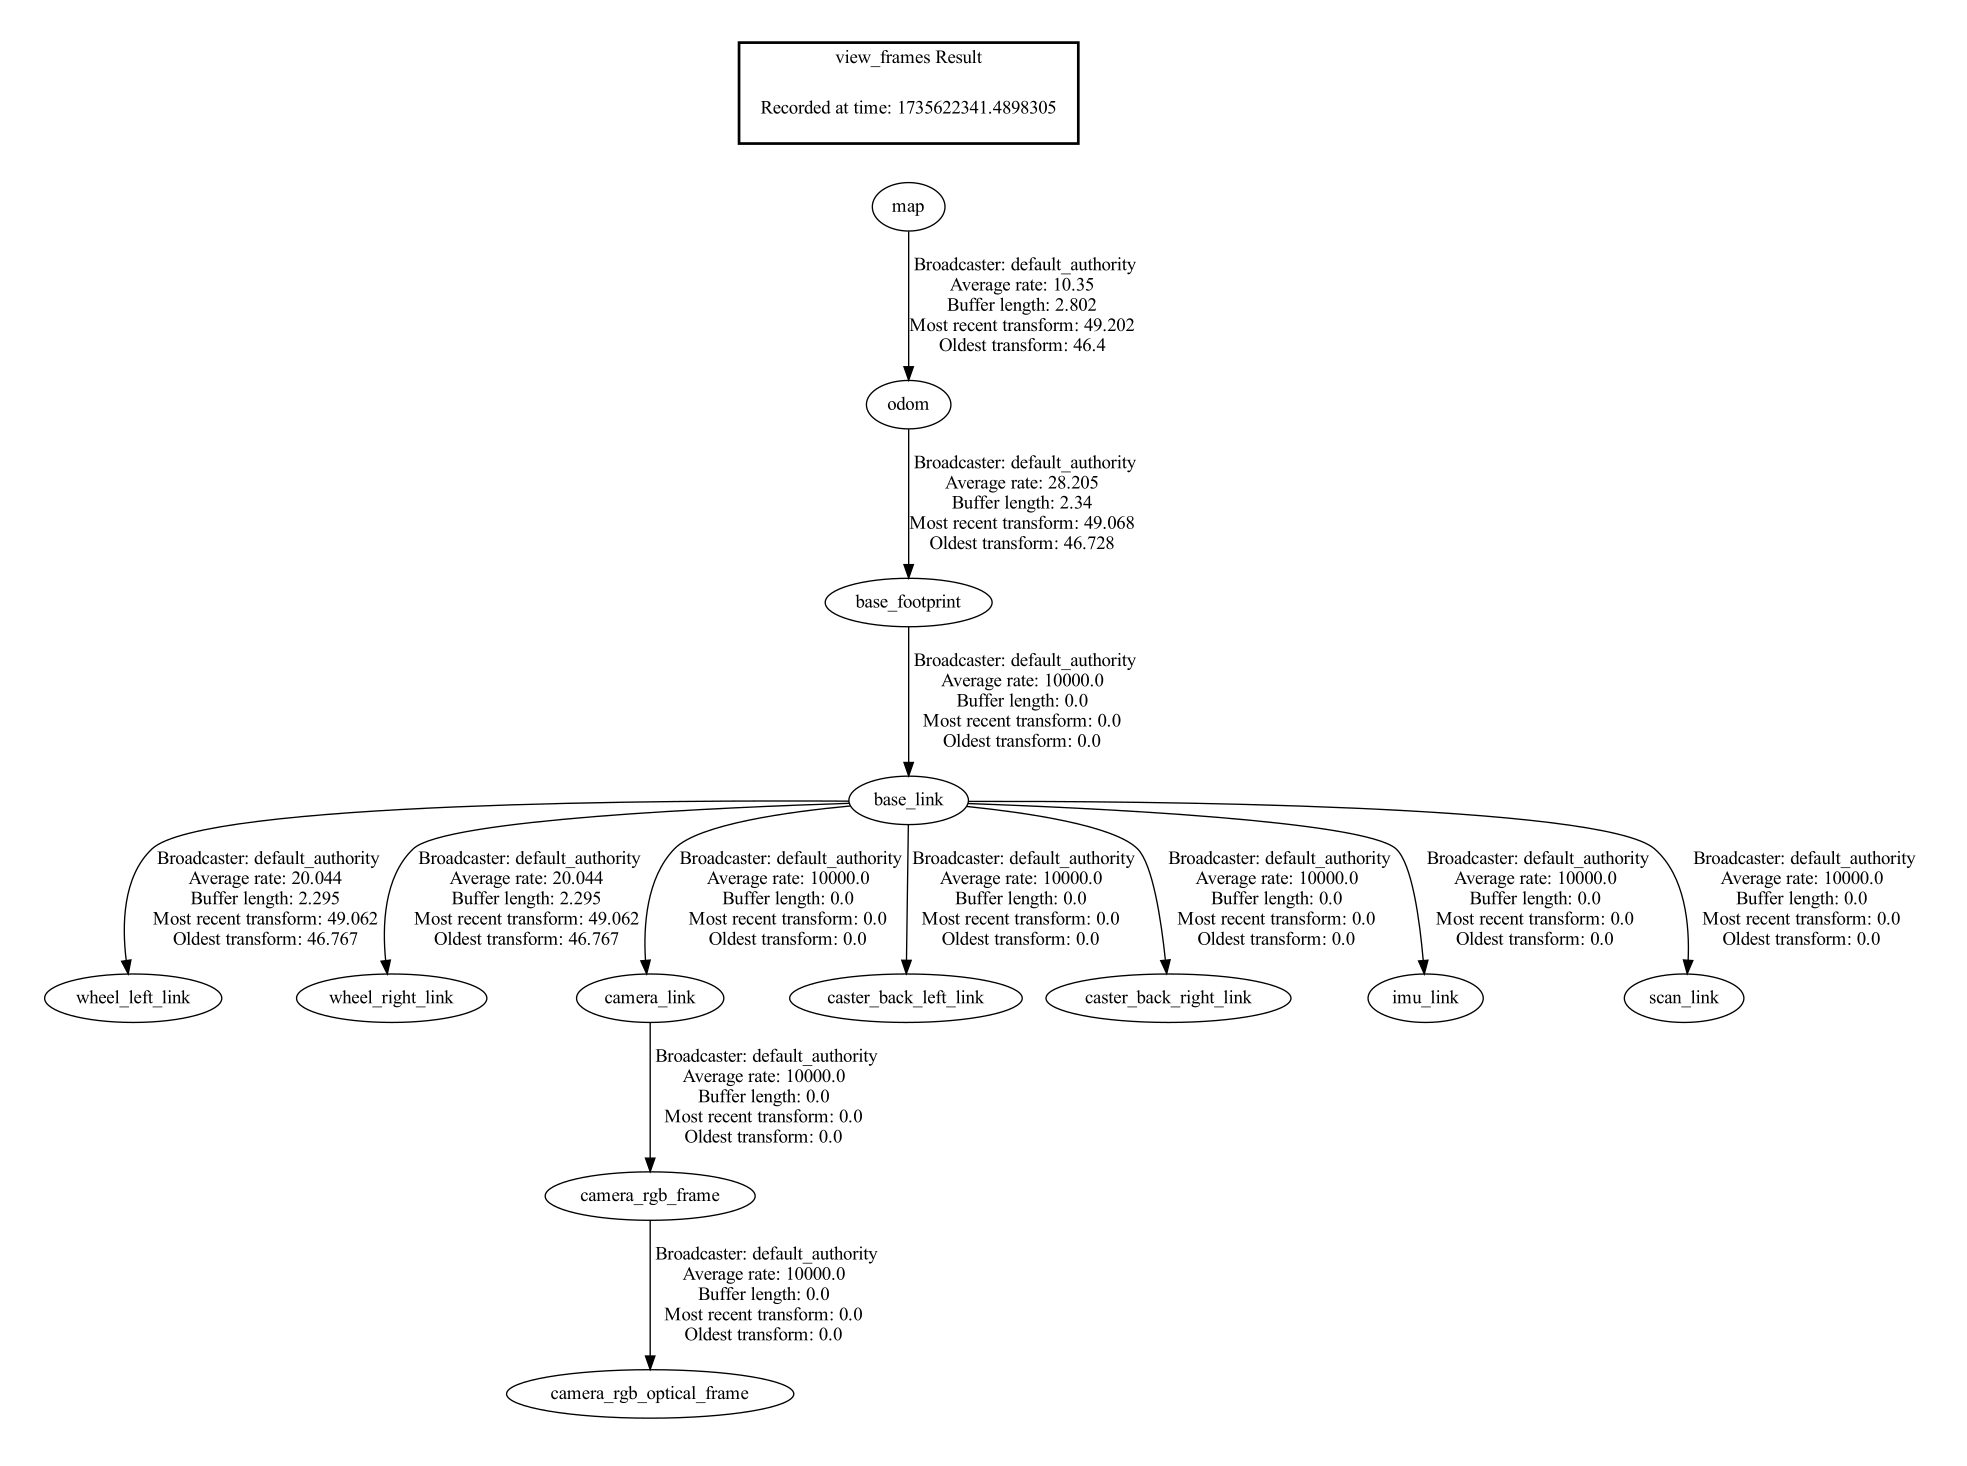 view_frames Result
Recorded at time: 1735622341.4898305
map
Broadcaster: default_authority
Average rate: 10.35
Buffer length: 2.802
Most recent transform: 49.202
Oldest transform: 46.4
odom
Broadcaster: default_authority
Average rate: 28.205
Buffer length: 2.34
Most recent transform: 49.068
Oldest transform: 46.728
base_footprint
Broadcaster: default_authority
Average rate: 10000.0
Buffer length: 0.0
Most recent transform: 0.0
Oldest transform: 0.0
base_link
Broadcaster: default_authority
Average rate: 20.044
Buffer length: 2.295
Most recent transform: 49.062
Oldest transform: 46.767
wheel_left_link
Broadcaster: default_authority
Average rate: 20.044
Buffer length: 2.295
Most recent transform: 49.062
Oldest transform: 46.767
wheel_right_link
Broadcaster: default_authority
Average rate: 10000.0
Buffer length: 0.0
Most recent transform: 0.0
Oldest transform: 0.0
camera_link
Broadcaster: default_authority
Average rate: 10000.0
Buffer length: 0.0
Most recent transform: 0.0
Oldest transform: 0.0
caster_back_left_link
Broadcaster: default_authority
Average rate: 10000.0
Buffer length: 0.0
Most recent transform: 0.0
Oldest transform: 0.0
caster_back_right_link
Broadcaster: default_authority
Average rate: 10000.0
Buffer length: 0.0
Most recent transform: 0.0
Oldest transform: 0.0
imu_link
Broadcaster: default_authority
Average rate: 10000.0
Buffer length: 0.0
Most recent transform: 0.0
Oldest transform: 0.0
scan_link
Broadcaster: default_authority
Average rate: 10000.0
Buffer length: 0.0
Most recent transform: 0.0
Oldest transform: 0.0
camera_rgb_frame
Broadcaster: default_authority
Average rate: 10000.0
Buffer length: 0.0
Most recent transform: 0.0
Oldest transform: 0.0
camera_rgb_optical_frame